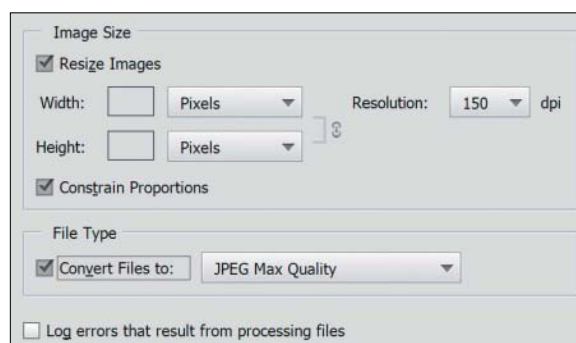 Image Size
Resize Images
Width: Pixels Resolution: 150 dpi
Height: Pixels
Constrain Proportions
File Type
Convert Files to: JPEG Max Quality
Log errors that result from processing files